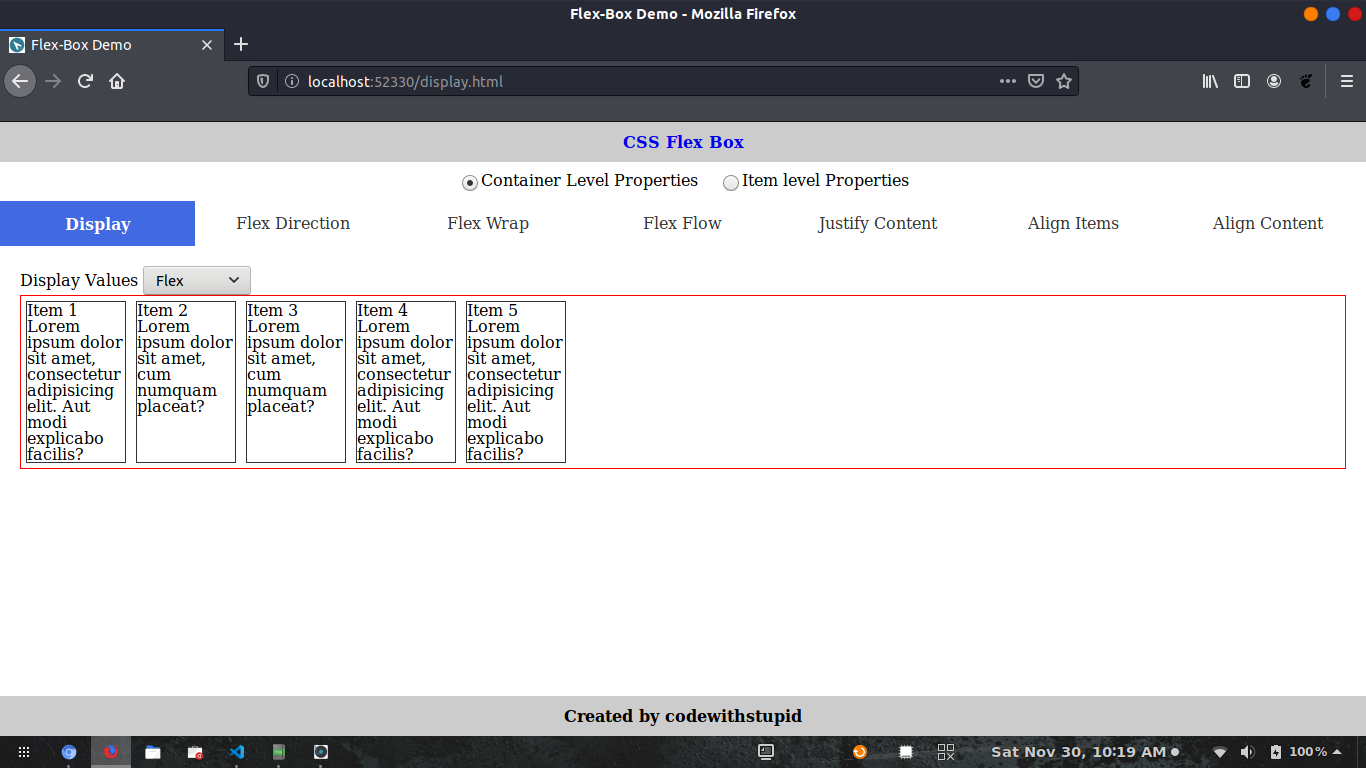 Flex-Box Demo - Mozilla Firefox
Flex-Box Demo
localhost:52330/display.html
CSS Flex Box
Container Level Properties Item level Properties
Display Flex Direction Flex Wrap Flex Flow Justify Content Align Items Align Content
Display Values Flex
Item 1
Lorem
ipsum dolor
sit amet,
consectetur
adipisicing
elit. Aut
modi
explicabo
facilis?
Item 2
Lorem
ipsum dolor
sit amet,
cum
numquam
placeat?
Item 3
Lorem
ipsum dolor
sit amet,
cum
numquam
placeat?
Item 4
Lorem
ipsum dolor
sit amet,
consectetur
adipisicing
elit. Aut
modi
explicabo
facilis?
Item 5
Lorem
ipsum dolor
sit amet,
consectetur
adipisicing
elit. Aut
modi
explicabo
facilis?
Created by codewithstupid
Sat Nov 30, 10:19 AM 100 %